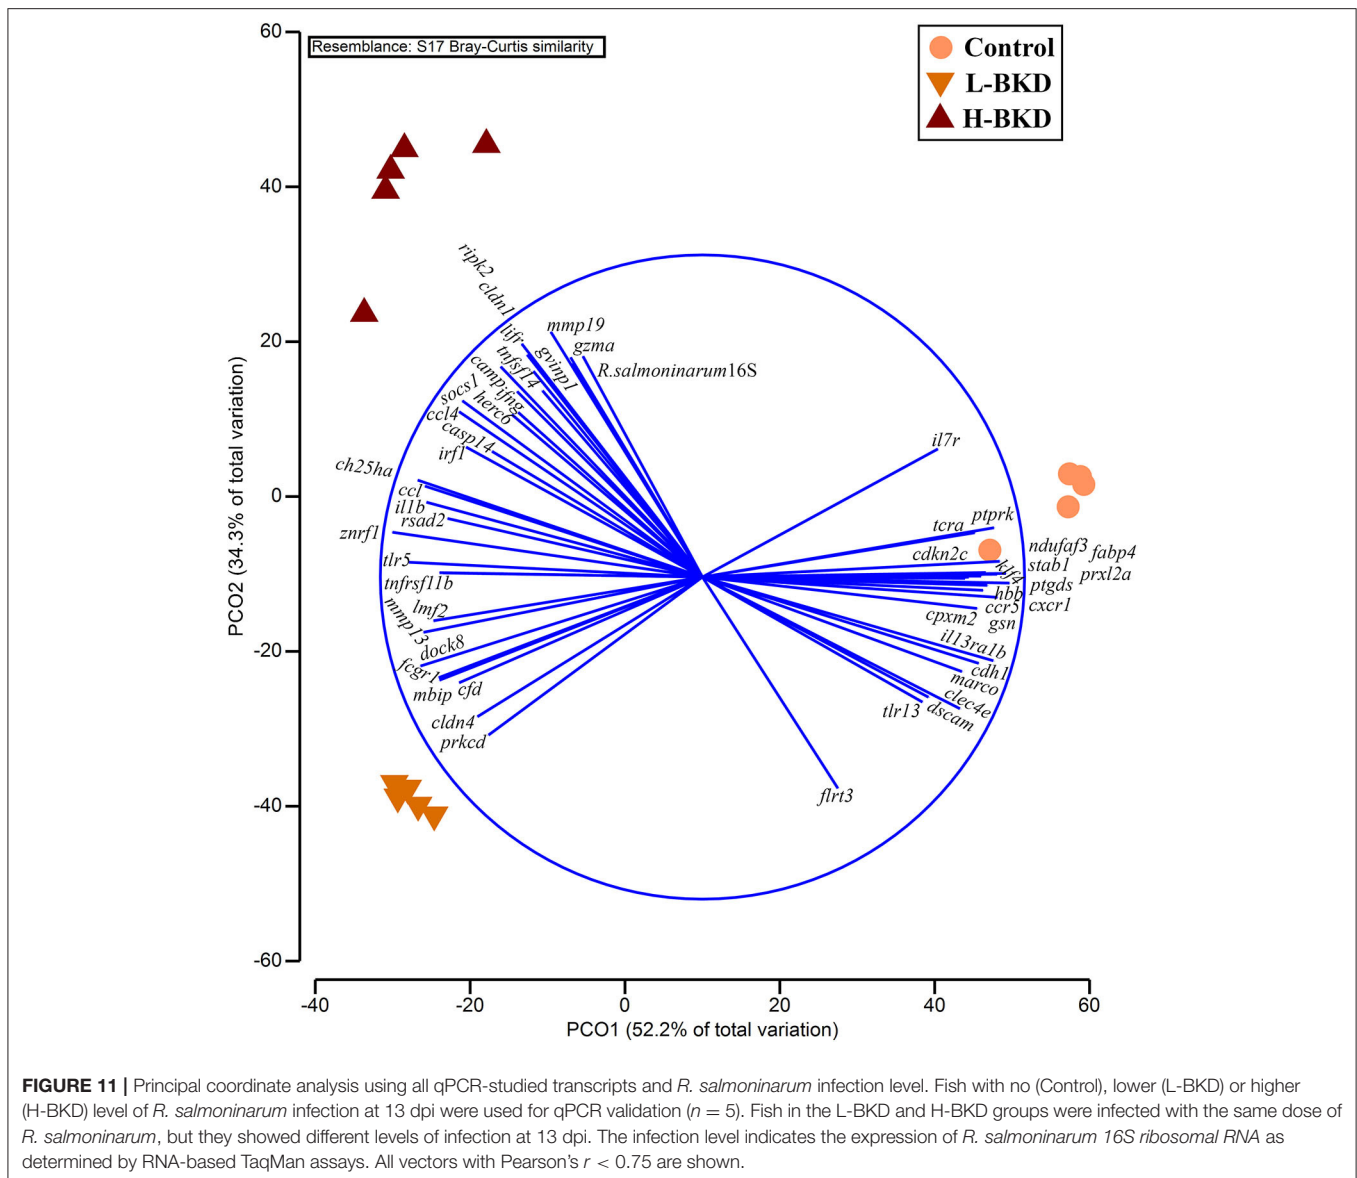 60
Resemblance: S17 Bray-Curtis similarity
Control
L-BKD
H-BKD
40
20
0
-20
-40
-60
PCO2 (34.3% of total variation)
ripk2
cldn1
lifr
mmp19
gzma
gvinp1
tnfsf14
R.salmoninarum16S
camp
ifng
socs1
herc6
ccl4
casp14
irf1
ch25ha
ccl
il1b
rsad2
znrf1
tlr5
tnfrsf11b
lmf2
mmp13
dock8
fcgr1
mbip
cfd
cldn4
prkcd
il7r
ptprk
tcra
cdkn2c
ndufaf3
fabp4
stab1
klf4
prxl2a
ptgds
hbb
ccr5
cxcr1
cpxm2
gsn
il13ra1b
cdh1
marco
clec4e
tlr13
dscam
flrt3
-40
-20
0
20
40
60
PCO1 (52.2% of total variation)
FIGURE 11 | Principal coordinate analysis using all qPCR-studied transcripts and R. salmoninarum infection level. Fish with no (Control), lower (L-BKD) or higher
(H-BKD) level of R. salmoninarum infection at 13 dpi were used for qPCR validation (n = 5). Fish in the L-BKD and H-BKD groups were infected with the same dose of
R. salmoninarum, but they showed different levels of infection at 13 dpi. The infection level indicates the expression of R. salmoninarum 16S ribosomal RNA as
determined by RNA-based TaqMan assays. All vectors with Pearson's r < 0.75 are shown.